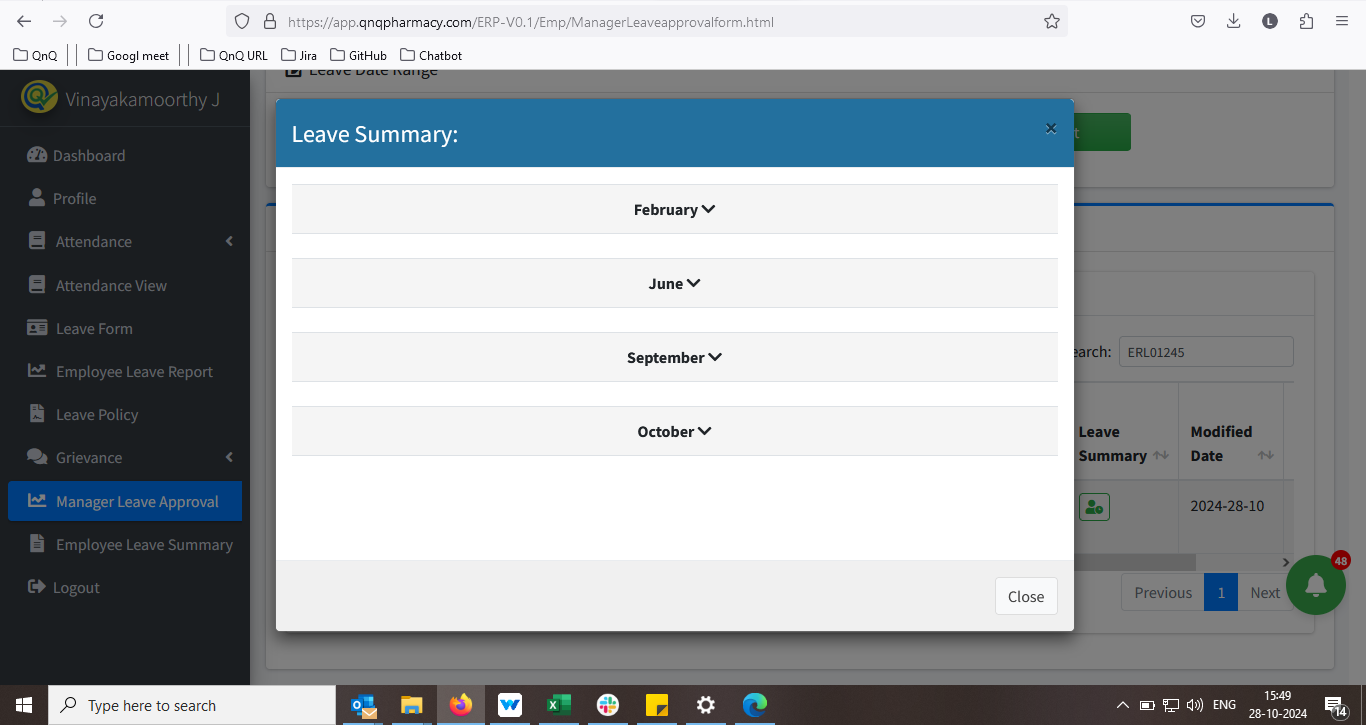 https://app.qnqpharmacy.com/ERP-V0.1/Emp/ManagerLeaveapprovalform.html
L
QnQ
Googl meet
QnQ URL
Jira
GitHub
Chatbot
Vinayakamoorthy J
Dashboard
Profile
Attendance
Attendance View
Leave Form
Employee Leave Report
Leave Policy
Grievance
Manager Leave Approval
Employee Leave Summary
Logout
Leave Date Range
Leave Summary:
×
February
June
September
October
Close
earch:
ERL01245
Leave
Summary
Modified
Date
2024-28-10
Previous
1
Next
48
Type here to search
ENG
15:49
28-10-2024
14